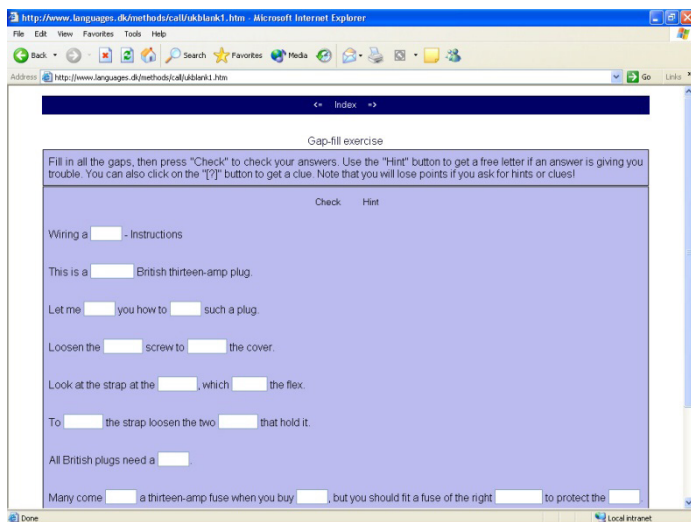 http://www.languages.dk/methods/call/ukblank1.htm - Microsoft Internet Explorer
File Edit View Favorites Tools Help
Back Search Favorites Media
Address http://www.languages.dk/methods/call/ukblank1.htm Go Links
<= Index =>
Gap-fill exercise
Fill in all the gaps, then press "Check" to check your answers. Use the "Hint" button to get a free letter if an answer is giving you
trouble. You can also click on the "[?]" button to get a clue. Note that you will lose points if you ask for hints or clues!
Check Hint
Wiring a - Instructions
This is a British thirteen-amp plug.
Let me you how to such a plug.
Loosen the screw to the cover.
Look at the strap at the , which the flex.
To the strap loosen the two that hold it.
All British plugs need a .
Many come a thirteen-amp fuse when you buy , but you should fit a fuse of the right to protect the .
Done Local intranet